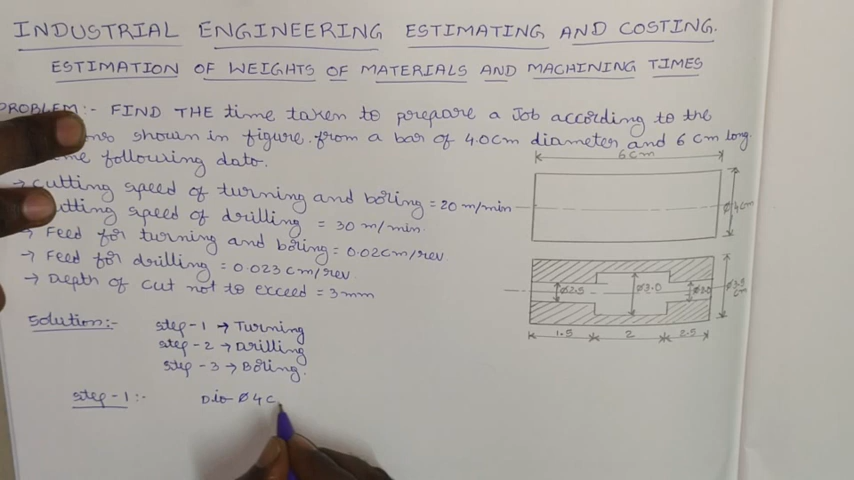 INDUSTRIAL ENGINEERING ESTIMATING AND COSTING.
ESTIMATION OF WEIGHTS OF MATERIALS AND MACHINING TIMES
PROBLEM:- FIND THE time taken to prepare a Job according to the
shown in figure. from a bar of 4.0cm diameter and 6 cm long.
following data.
→ Cutting speed of turning and boring = 20 m/min
Cutting speed of drilling = 30 m/min.
→ Feed for turning and boring = 0.02cm/rev
→ Feed for drilling = 0.023 cm/rev
→ Depth of cut not to exceed = 3mm
6cm
Ø4cm
Ø2.5
Ø3.0
cm
1.5 2 2.5
Solution:-
step-1 → Turning
step-2 → Drilling
step-3 → Boring.
step-1:- Dia Ø4c